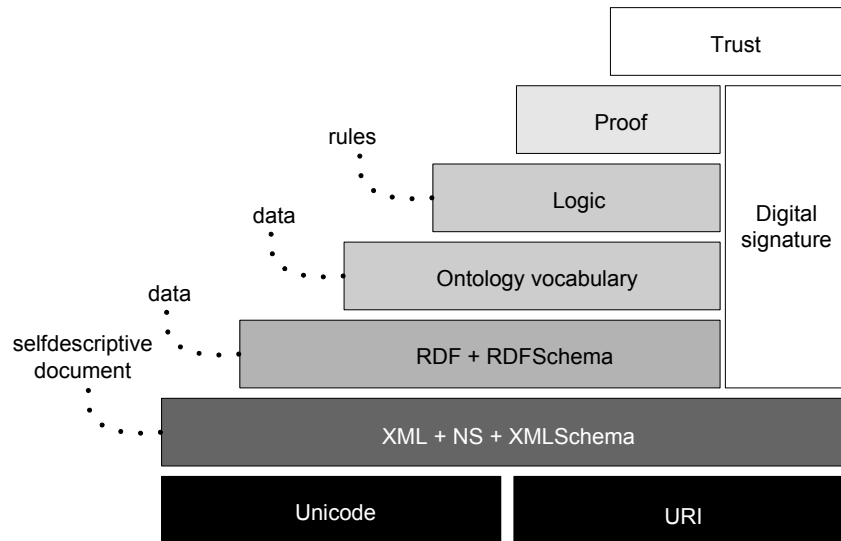 Trust
Proof
rules
Logic
Digital
signature
data
Ontology vocabulary
data
RDF + RDFSchema
selfdescriptive
document
XML + NS + XMLSchema
Unicode
URI